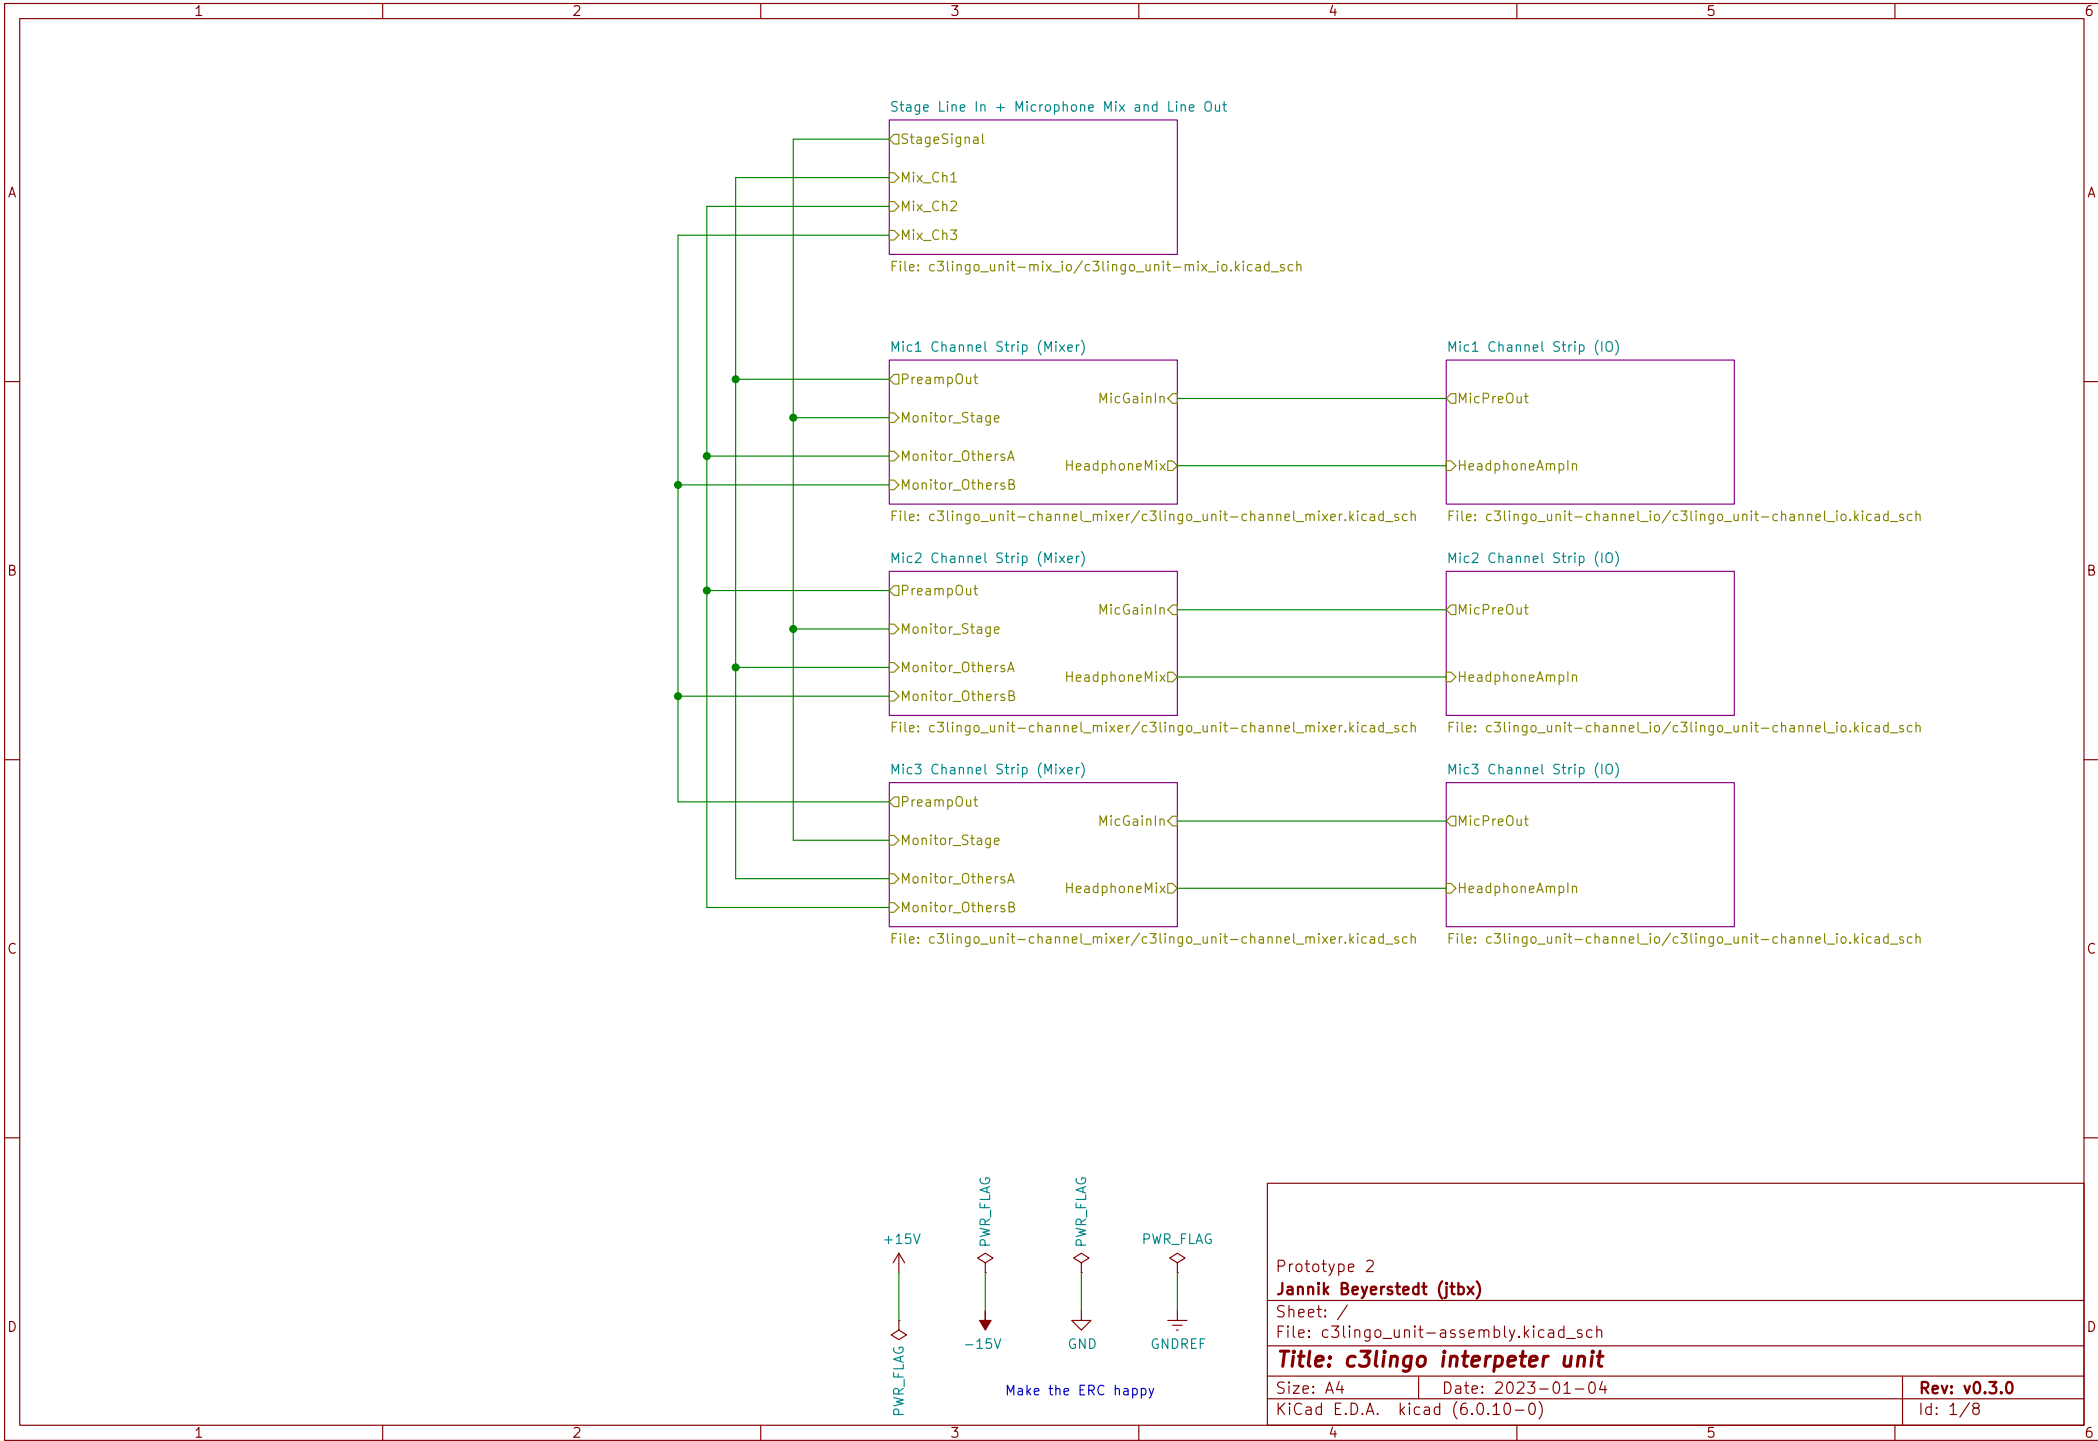 1 2 3 4 5 6
Stage Line In + Microphone Mix and Line Out
StageSignal
Mix_Ch1
A A
Mix_Ch2
Mix_Ch3
File: c3lingo_unit-mix_io/c3lingo_unit-mix_io.kicad_sch
Mic1 Channel Strip (Mixer) Mic1 Channel Strip (IO)
PreampOut
MicGainIn MicPreOut
Monitor_Stage
Monitor_OthersA
HeadphoneMix HeadphoneAmpIn
Monitor_OthersB
File: c3lingo_unit-channel_mixer/c3lingo_unit-channel_mixer.kicad_sch File: c3lingo_unit-channel_io/c3lingo_unit-channel_io.kicad_sch
Mic2 Channel Strip (Mixer) Mic2 Channel Strip (IO)
B B
PreampOut
MicGainIn MicPreOut
Monitor_Stage
Monitor_OthersA
HeadphoneMix HeadphoneAmpIn
Monitor_OthersB
File: c3lingo_unit-channel_mixer/c3lingo_unit-channel_mixer.kicad_sch File: c3lingo_unit-channel_io/c3lingo_unit-channel_io.kicad_sch
Mic3 Channel Strip (Mixer) Mic3 Channel Strip (IO)
PreampOut
MicGainIn MicPreOut
Monitor_Stage
Monitor_OthersA
HeadphoneMix HeadphoneAmpIn
Monitor_OthersB
File: c3lingo_unit-channel_mixer/c3lingo_unit-channel_mixer.kicad_sch File: c3lingo_unit-channel_io/c3lingo_unit-channel_io.kicad_sch
C C
PWR_FLAG PWR_FLAG
+15V PWR_FLAG
-15V GND GNDREF
PWR_FLAG
Make the ERC happy
D D
Prototype 2
Jannik Beyerstedt (jtbx)
Sheet: /
File: c3lingo_unit-assembly.kicad_sch
Title: c3lingo interpeter unit
Size: A4 Date: 2023-01-04 Rev: v0.3.0
KiCad E.D.A. kicad (6.0.10-0) Id: 1/8
1 2 3 4 5 6